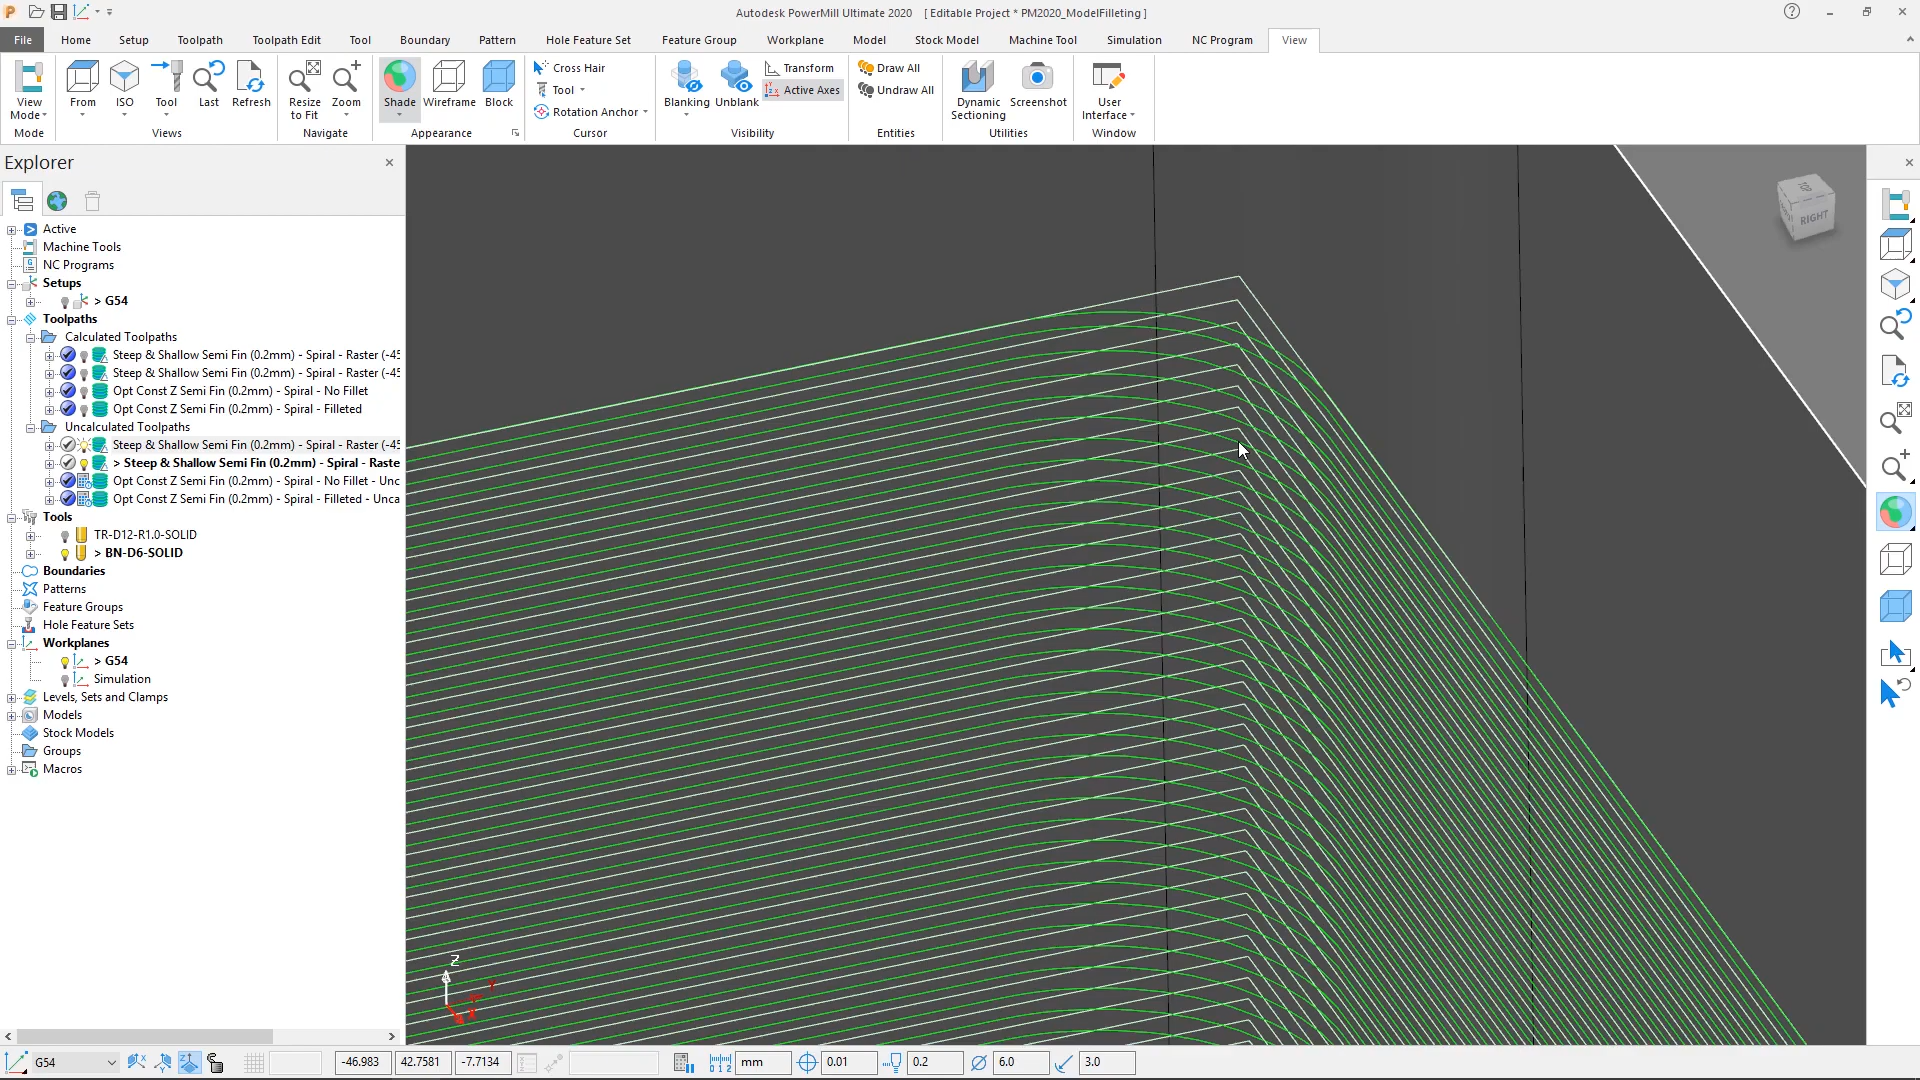 Autodesk PowerMill Ultimate 2020 [ Editable Project * PM2020_ModelFilleting ]
File Home Setup Toolpath Toolpath Edit Tool Boundary Pattern Hole Feature Set Feature Group Workplane Model Stock Model Machine Tool Simulation NC Program View
View Mode From ISO Tool Last Refresh Resize to Fit Zoom Shade Wireframe Block
Cross Hair
Tool
Rotation Anchor
Blanking Unblank
Transform
Active Axes
Draw All
Undraw All
Dynamic Sectioning Screenshot User Interface
Mode Views Navigate Appearance Cursor Visibility Entities Utilities Window
Explorer
Active
Machine Tools
NC Programs
Setups
> G54
Toolpaths
Calculated Toolpaths
Steep & Shallow Semi Fin (0.2mm) - Spiral - Raster (-45
Steep & Shallow Semi Fin (0.2mm) - Spiral - Raster (-45
Opt Const Z Semi Fin (0.2mm) - Spiral - No Fillet
Opt Const Z Semi Fin (0.2mm) - Spiral - Filleted
Uncalculated Toolpaths
Steep & Shallow Semi Fin (0.2mm) - Spiral - Raster (-45
> Steep & Shallow Semi Fin (0.2mm) - Spiral - Raste
Opt Const Z Semi Fin (0.2mm) - Spiral - No Fillet - Unc
Opt Const Z Semi Fin (0.2mm) - Spiral - Filleted - Unca
Tools
TR-D12-R1.0-SOLID
> BN-D6-SOLID
Boundaries
Patterns
Feature Groups
Hole Feature Sets
Workplanes
> G54
Simulation
Levels, Sets and Clamps
Models
Stock Models
Groups
Macros
TOP
RIGHT
Z
Y
X
G54 -46.983 42.7581 -7.7134 mm 0.01 0.2 6.0 3.0